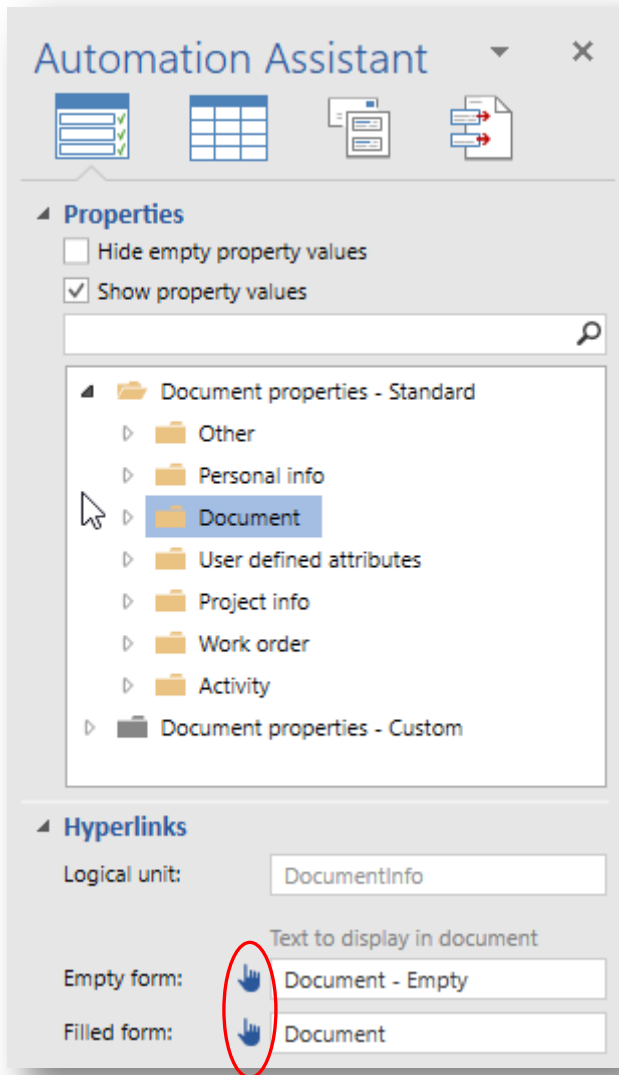 Automation Assistant
Properties
Hide empty property values
Show property values
Document properties - Standard
Other
Personal info
Document
User defined attributes
Project info
Work order
Activity
Document properties - Custom
Hyperlinks
Logical unit: DocumentInfo
Text to display in document
Empty form: Document - Empty
Filled form: Document